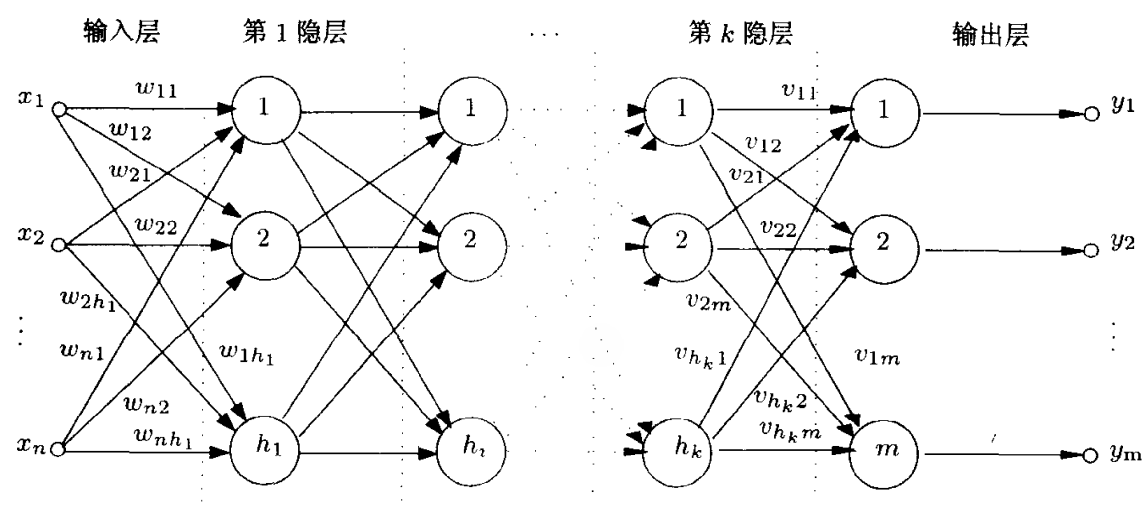 输入层 第 1 隐层 ··· 第 k 隐层 输出层
x1 w11 1 1 1 v11 1 y1
w12 v12
w21 v21
x2 w22 2 2 2 v22 2 y2
w2h1 v2m
⋮ wn1 w1h1 vhk1 v1m ⋮
wn2 vhk2
xn wnh1 h1 hk vhkm m ym